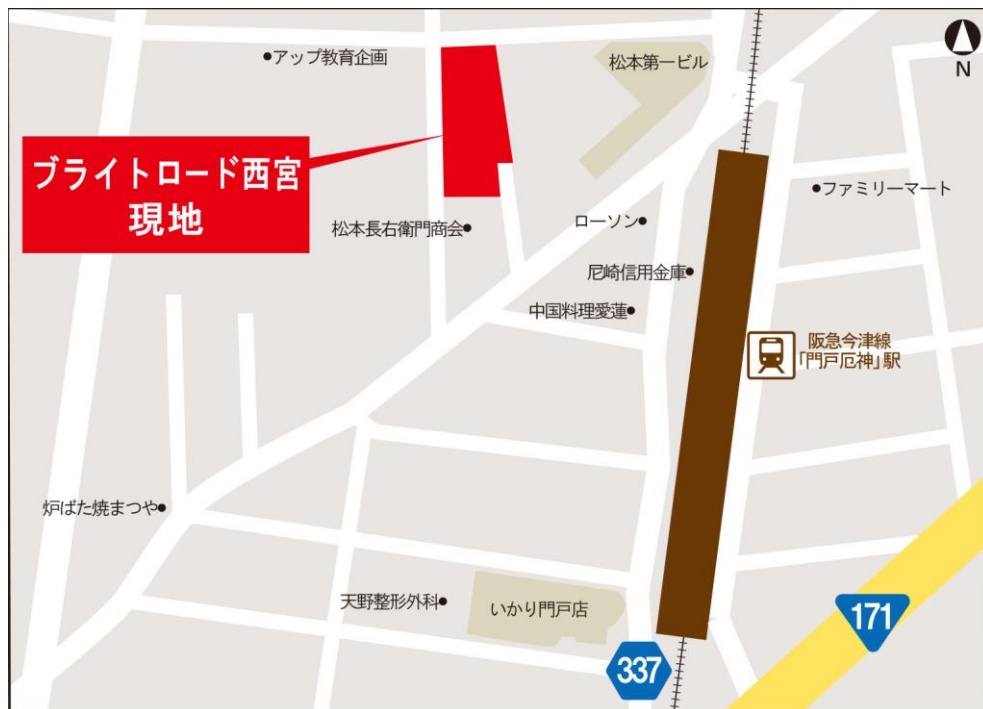 アップ教育企画
松本第一ビル
N
ブライトロード西宮
現地
ファミリーマート
松本長右衛門商会
ローソン
尼崎信用金庫
中国料理愛蓮
阪急今津線
「門戸厄神」駅
炉ばた焼まつや
天野整形外科
いかり門戸店
171
337